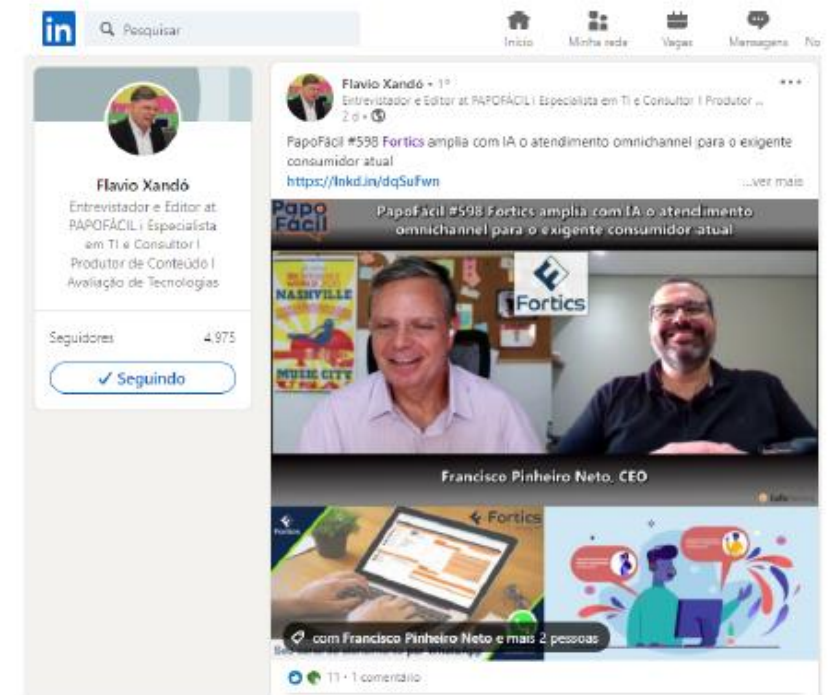 in
Pesquisar
Início
Minha rede
Vagas
Mensagens
No
Flavio Xandó
Entrevistador e Editor at
PAPOFÁCIL ı Especialista
em TI e Consultor l
Produtor de Conteúdo l
Avaliação de Tecnologias
Seguidores 4,975
✓ Seguindo
Flavio Xandó • 1º
Entrevistador e Editor at PAPOFÁCIL ı Especialista em TI e Consultor l Produtor ...
2 d •
PapoFácil #598 Fortics amplia com IA o atendimento omnichannel para o exigente
consumidor atual
https://lnkd.in/dqSuFwn
...ver mais
Papo
Fácil
PapoFácil #598 Fortics amplia com IA o atendimento
omnichannel para o exigente consumidor atual
NASHVILLE
MUSIC CITY
Fortics
Francisco Pinheiro Neto, CEO
Fortics
Fortics
com Francisco Pinheiro Neto e mais 2 pessoas
11 • 1 comentário